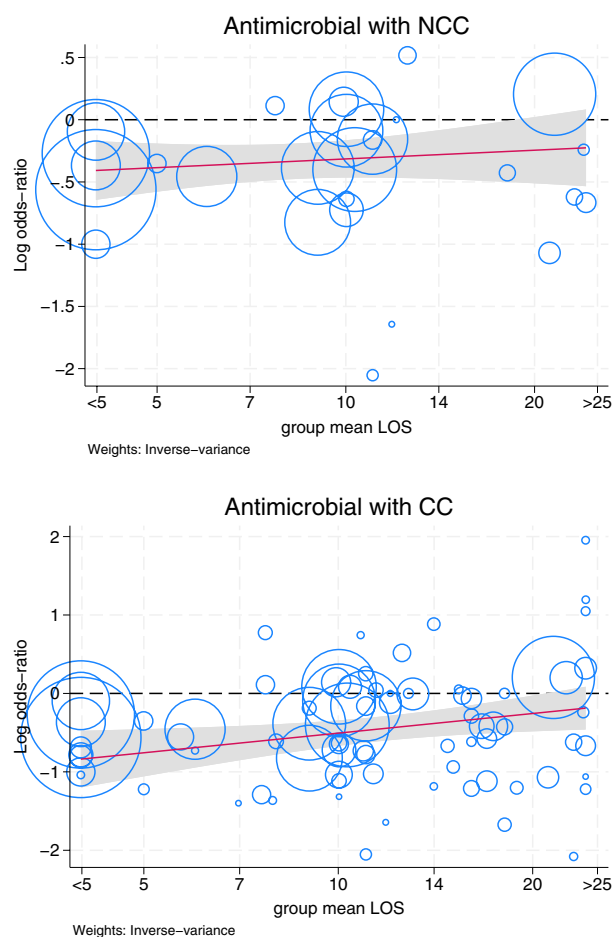 Antimicrobial with NCC
.5
0
−.5
−1
−1.5
−2
Log odds−ratio
<5 5 7 10 14 20 >25
group mean LOS
Weights: Inverse−variance
Antimicrobial with CC
2
1
0
−1
−2
Log odds−ratio
<5 5 7 10 14 20 >25
group mean LOS
Weights: Inverse−variance